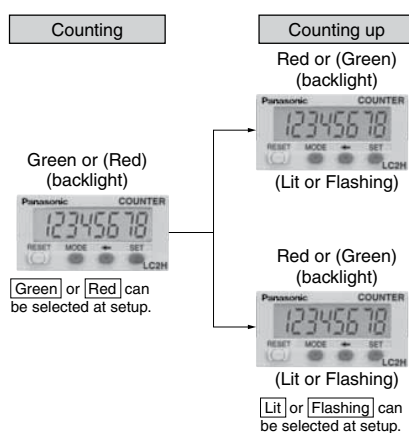 Counting
Counting up
Green or (Red)
(backlight)
Panasonic COUNTER
12345678
RESET MODE ← SET
LC2H
Green or Red can
be selected at setup.
Red or (Green)
(backlight)
Panasonic COUNTER
12345678
RESET MODE ← SET
LC2H
(Lit or Flashing)
Red or (Green)
(backlight)
Panasonic COUNTER
12345678
RESET MODE ← SET
LC2H
(Lit or Flashing)
Lit or Flashing can
be selected at setup.